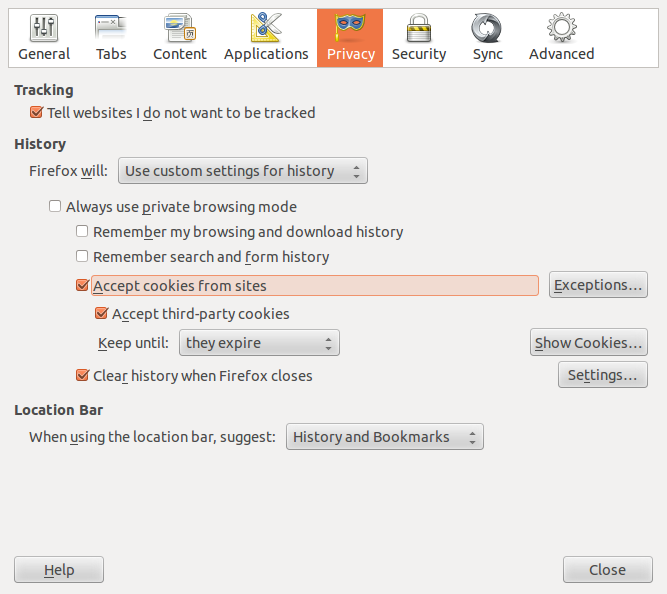 General Tabs Content Applications Privacy Security Sync Advanced
Tracking
Tell websites I do not want to be tracked
History
Firefox will: Use custom settings for history
Always use private browsing mode
Remember my browsing and download history
Remember search and form history
Accept cookies from sites Exceptions...
Accept third-party cookies
Keep until: they expire Show Cookies...
Clear history when Firefox closes Settings...
Location Bar
When using the location bar, suggest: History and Bookmarks
Help Close